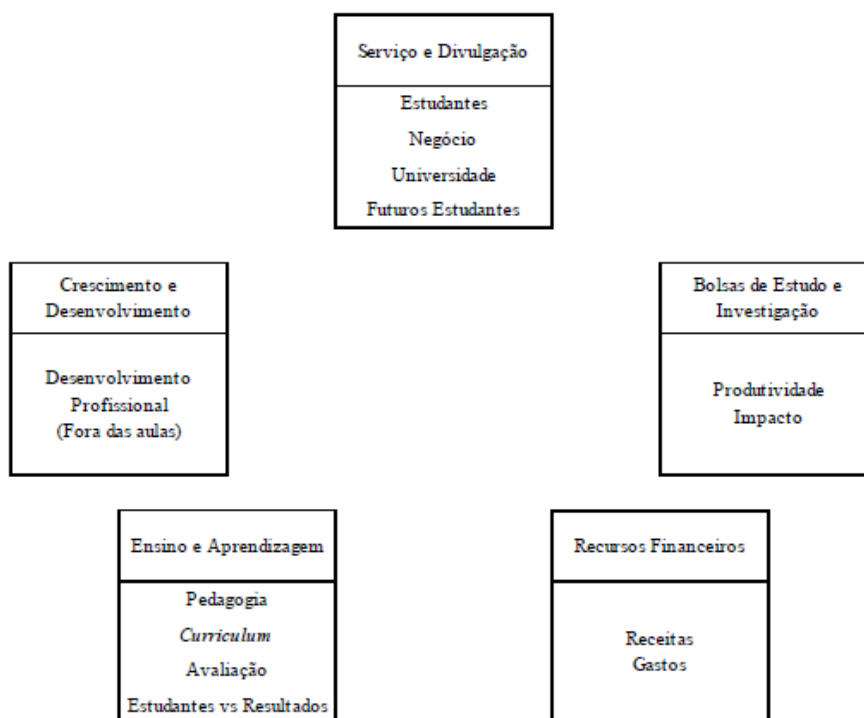 Serviço e Divulgação
Estudantes
Negócio
Universidade
Futuros Estudantes
Crescimento e
Desenvolvimento
Desenvolvimento
Profissional
(Fora das aulas)
Bolsas de Estudo e
Investigação
Produtividade
Impacto
Ensino e Aprendizagem
Pedagogia
Curriculum
Avaliação
Estudantes vs Resultados
Recursos Financeiros
Receitas
Gastos